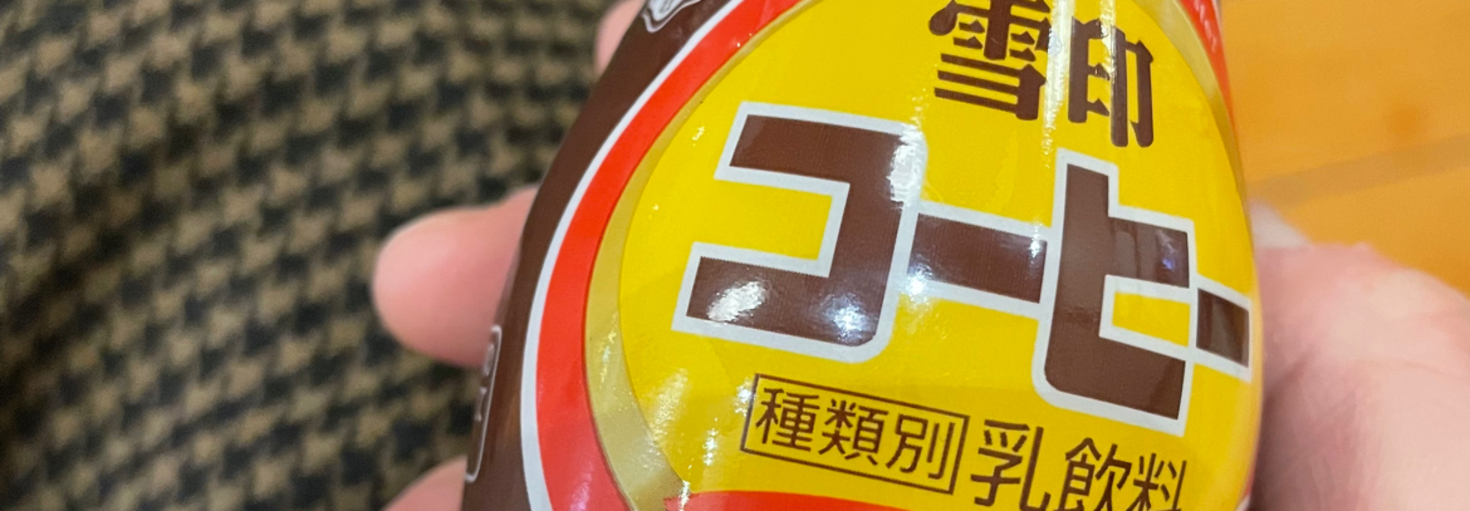 雪印
コーヒー
種類別 乳飲料